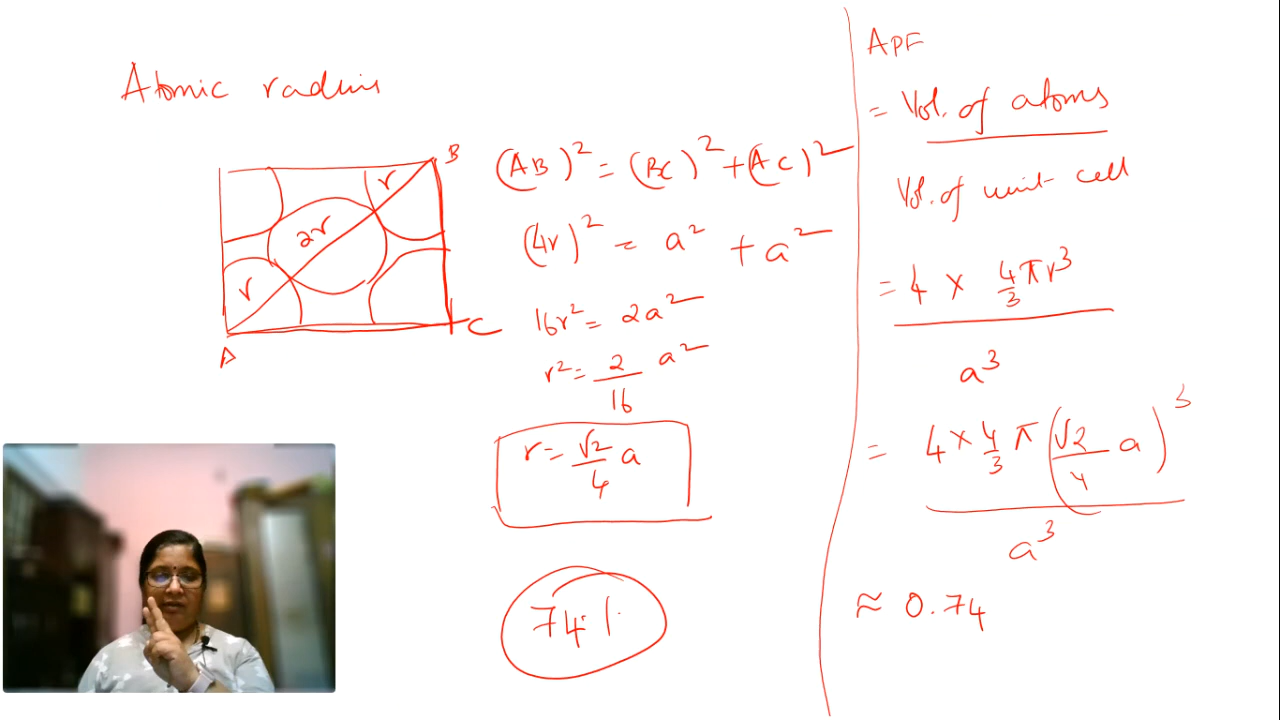 Atomic radius
B
r
2r
r
A
C
(AB)² = (BC)² + (AC)²
(4r)² = a² + a²
16r² = 2a²
r² = 2/16 a²
r = √2/4 a
74%
APF
= Vol. of atoms
Vol. of unit cell
= 4 × 4/3 πr³
a³
= 4 × 4/3 π (√2/4 a)³
a³
≈ 0.74